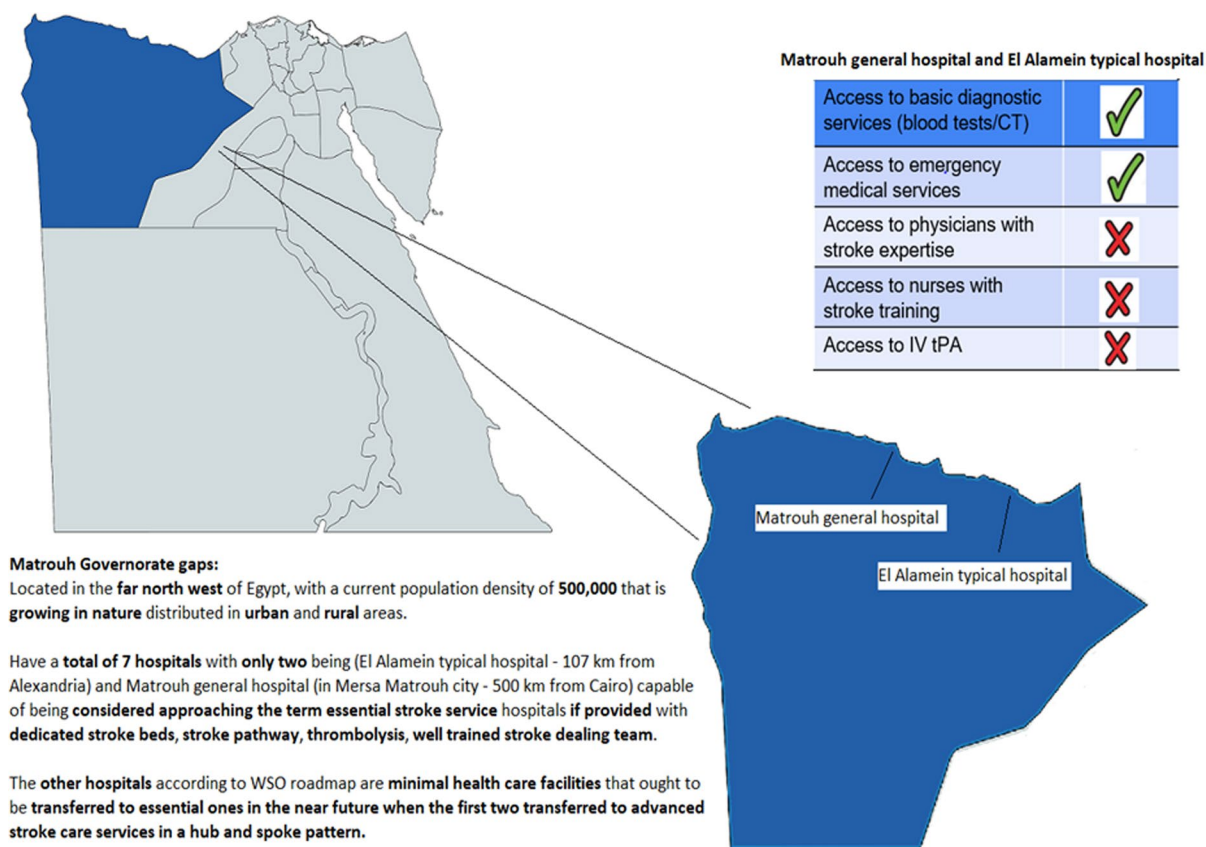 Matrouh general hospital and El Alamein typical hospital
Access to basic diagnostic
services (blood tests/CT)
Access to emergency
medical services
Access to physicians with
stroke expertise
Access to nurses with
stroke training
Access to IV tPA
Matrouh general hospital
El Alamein typical hospital
Matrouh Governorate gaps:
Located in the far north west of Egypt, with a current population density of 500,000 that is
growing in nature distributed in urban and rural areas.
Have a total of 7 hospitals with only two being (El Alamein typical hospital - 107 km from
Alexandria) and Matrouh general hospital (in Mersa Matrouh city - 500 km from Cairo) capable
of being considered approaching the term essential stroke service hospitals if provided with
dedicated stroke beds, stroke pathway, thrombolysis, well trained stroke dealing team.
The other hospitals according to WSO roadmap are minimal health care facilities that ought to
be transferred to essential ones in the near future when the first two transferred to advanced
stroke care services in a hub and spoke pattern.